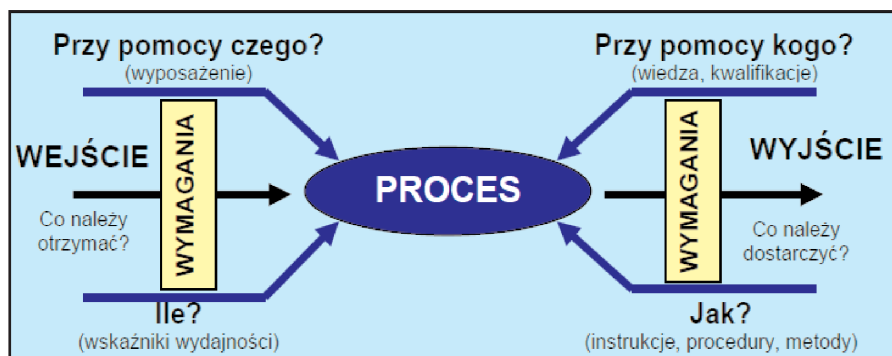 Przy pomocy czego?
(wyposażenie)
Przy pomocy kogo?
(wiedza, kwalifikacje)
WEJŚCIE
WYMAGANIA
PROCES
WYMAGANIA
WYJŚCIE
Co należy
otrzymać?
Co należy
dostarczyć?
Ile?
(wskaźniki wydajności)
Jak?
(instrukcje, procedury, metody)